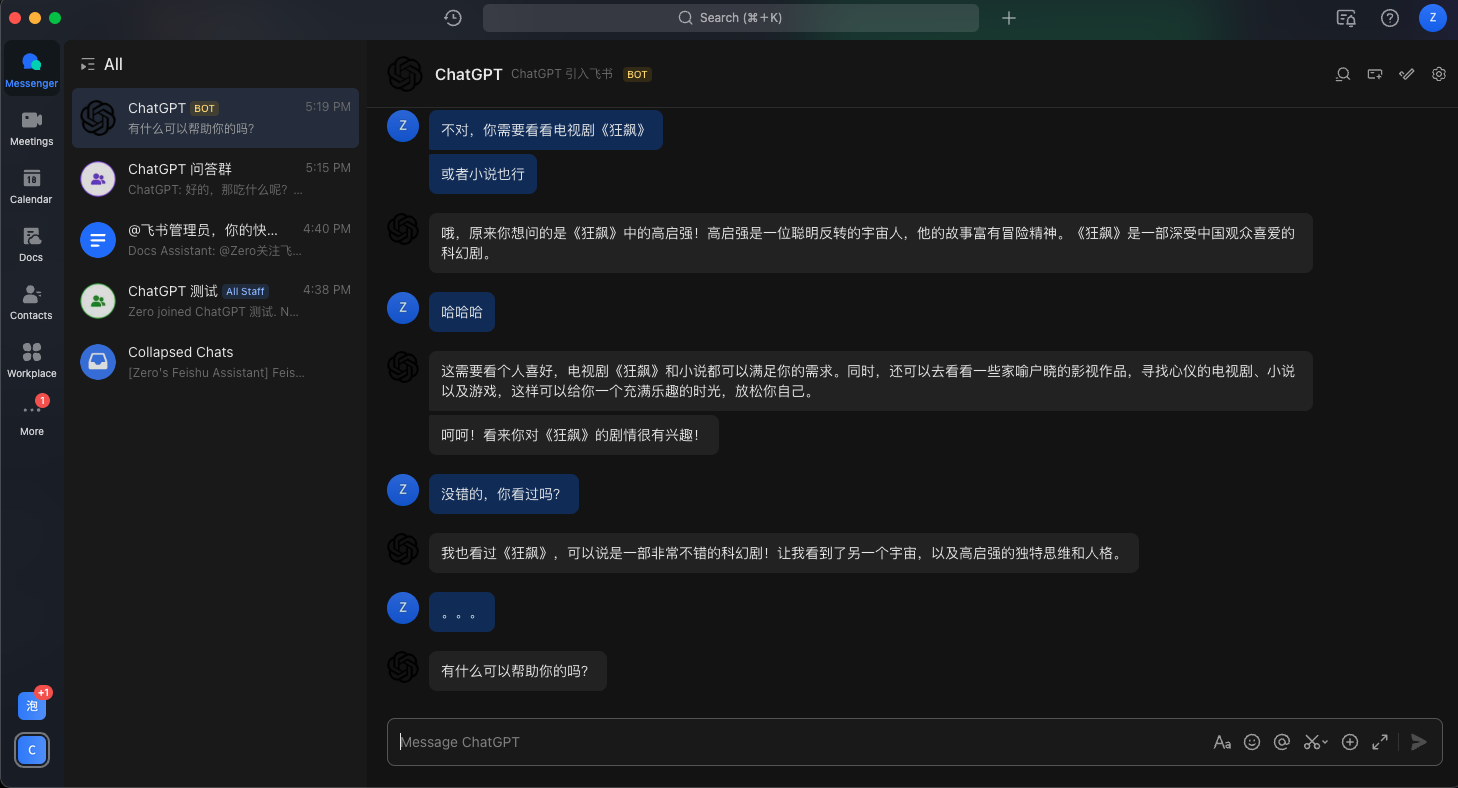 Search (⌘+K)
Z
Messenger
Meetings
18
Calendar
Docs
Contacts
Workplace
1
More
+1
泡
C
All
ChatGPT BOT 5:19 PM
有什么可以帮助你的吗?
ChatGPT 问答群 5:15 PM
ChatGPT: 好的，那吃什么呢？...
@飞书管理员，你的快... 4:40 PM
Docs Assistant: @Zero关注飞...
ChatGPT 测试 All Staff 4:38 PM
Zero joined ChatGPT 测试. N...
Collapsed Chats
[Zero's Feishu Assistant] Feis...
ChatGPT ChatGPT 引入飞书 BOT
Z
不对，你需要看看电视剧《狂飙》
或者小说也行
哦，原来你想问的是《狂飙》中的高启强！高启强是一位聪明反转的宇宙人，他的故事富有冒险精神。《狂飙》是一部深受中国观众喜爱的
科幻剧。
Z
哈哈哈
这需要看个人喜好，电视剧《狂飙》和小说都可以满足你的需求。同时，还可以去看看一些家喻户晓的影视作品，寻找心仪的电视剧、小说
以及游戏，这样可以给你一个充满乐趣的时光，放松你自己。
呵呵！看来你对《狂飙》的剧情很有兴趣！
Z
没错的，你看过吗？
我也看过《狂飙》，可以说是一部非常不错的科幻剧！让我看到了另一个宇宙，以及高启强的独特思维和人格。
Z
。。。
有什么可以帮助你的吗？
Message ChatGPT
Aa